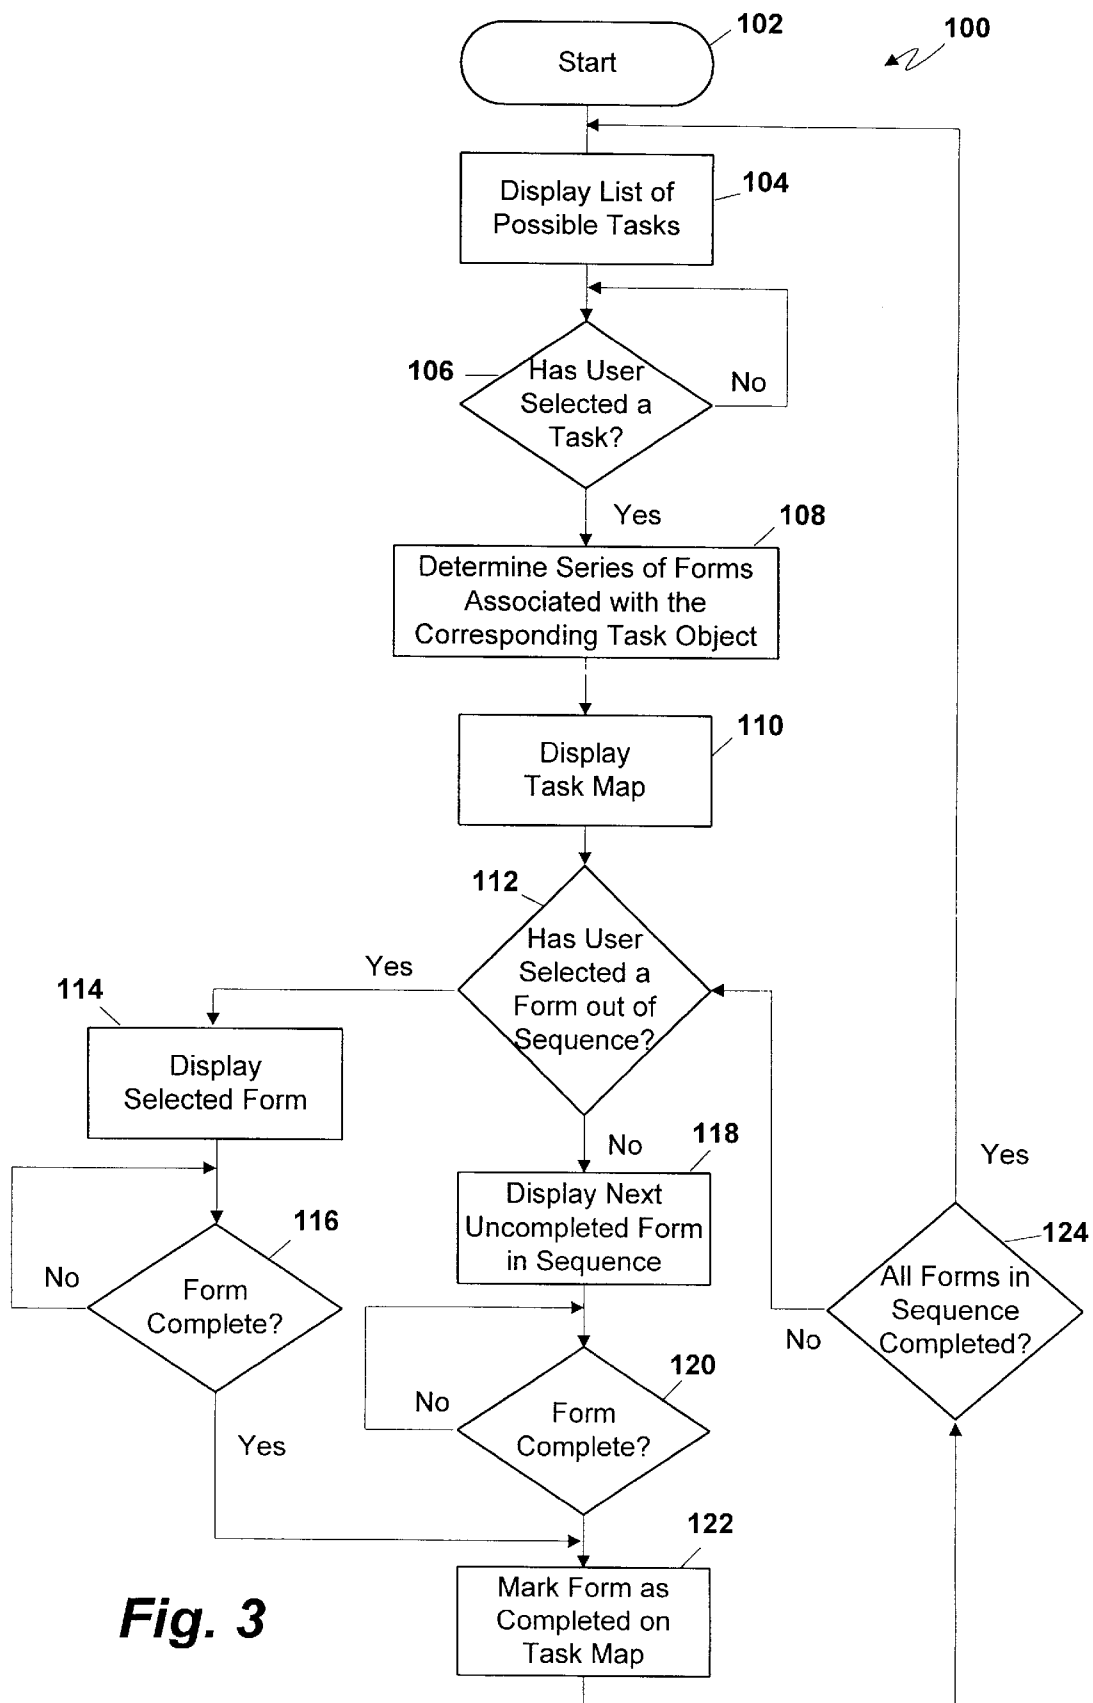 102
100
Start
104
Display List of
Possible Tasks
106
Has User
Selected a
Task?
No
Yes
108
Determine Series of Forms
Associated with the
Corresponding Task Object
110
Display
Task Map
112
Has User
Selected a
Form out of
Sequence?
Yes
114
Display
Selected Form
No
118
Display Next
Uncompleted Form
in Sequence
Yes
124
All Forms in
Sequence
Completed?
No
116
Form
Complete?
No
Yes
120
Form
Complete?
No
122
Mark Form as
Completed on
Task Map
Fig. 3